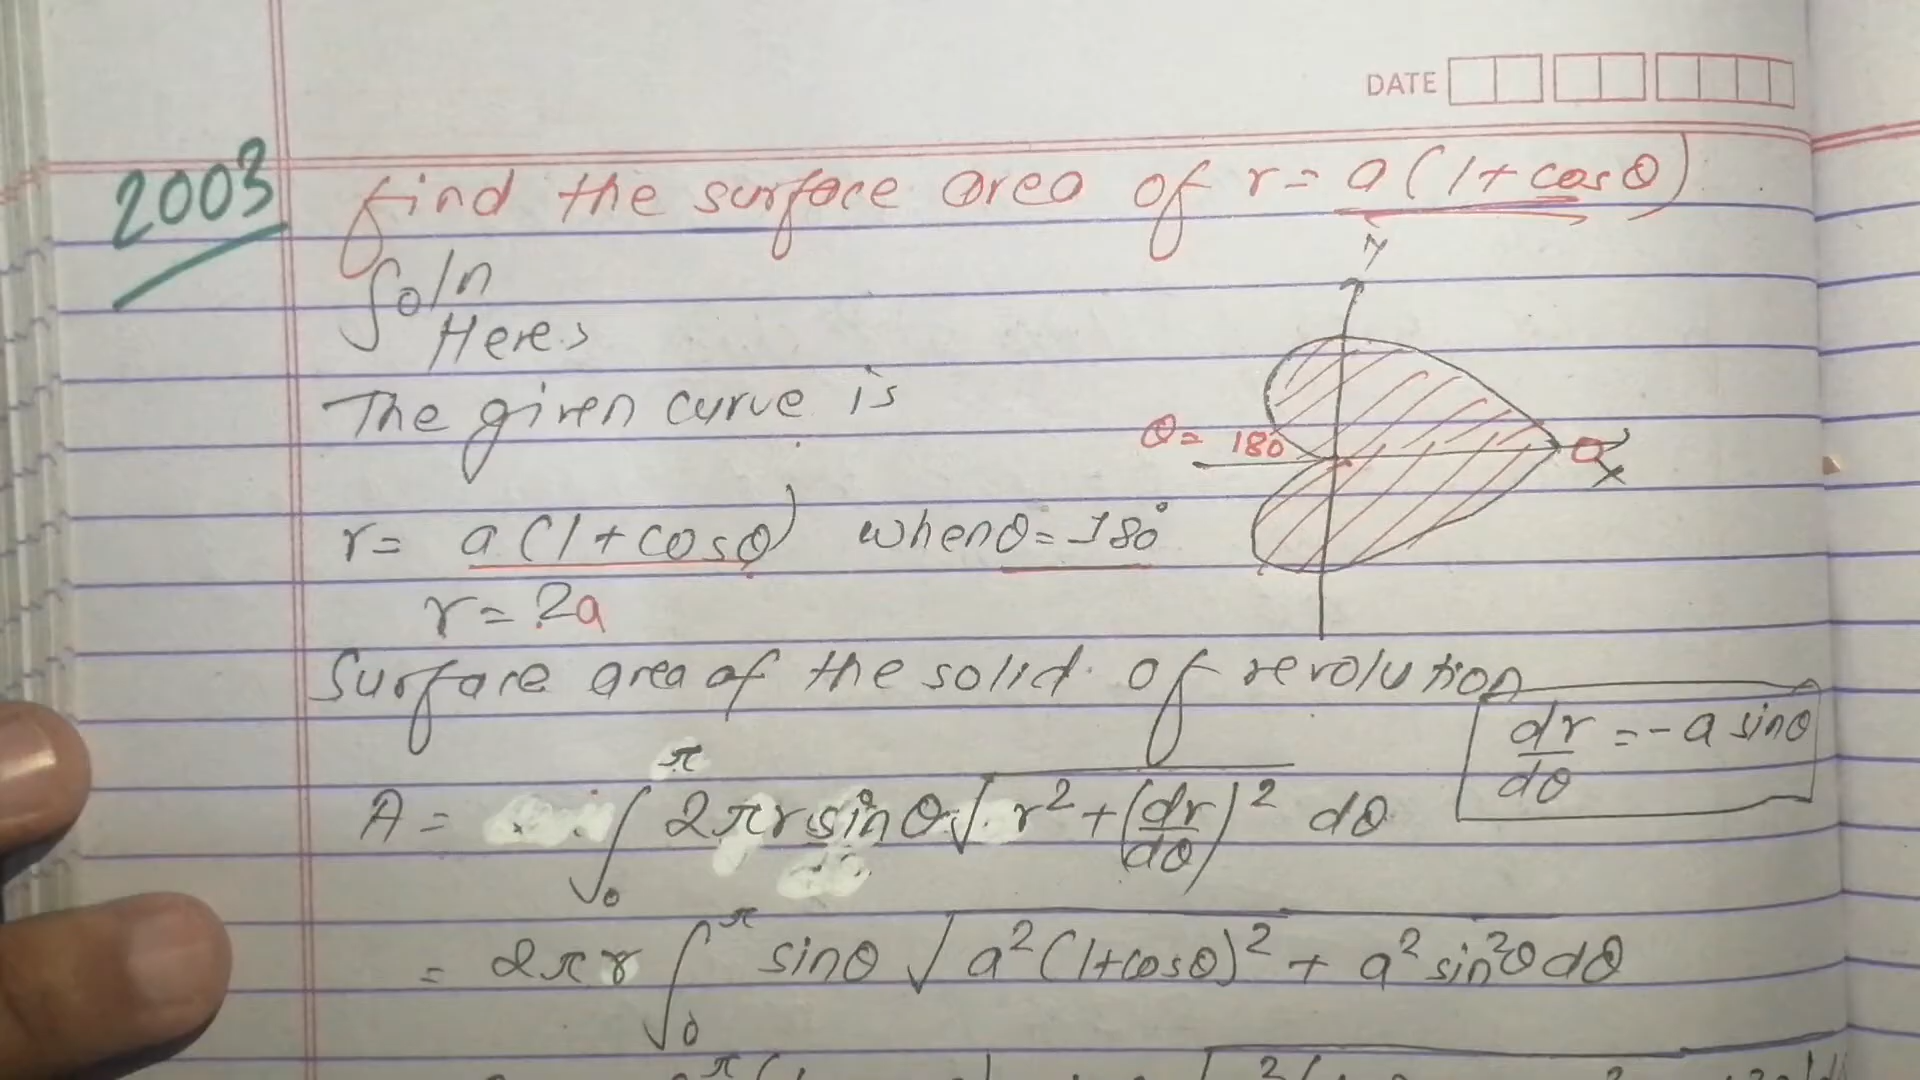 DATE
2003
find the surface area of r = a(1+cosθ)
Soln
Here,
y
The given curve is
θ = 180
x
r = a(1+cosθ) when θ = 180°
r = 2a
Surface area of the solid of revolution
dr/dθ = -a sinθ
A = ∫₀^π 2πr sinθ √(r² + (dr/dθ)²) dθ
= 2πr ∫₀^π sinθ √(a²(1+cosθ)² + a² sin²θ) dθ